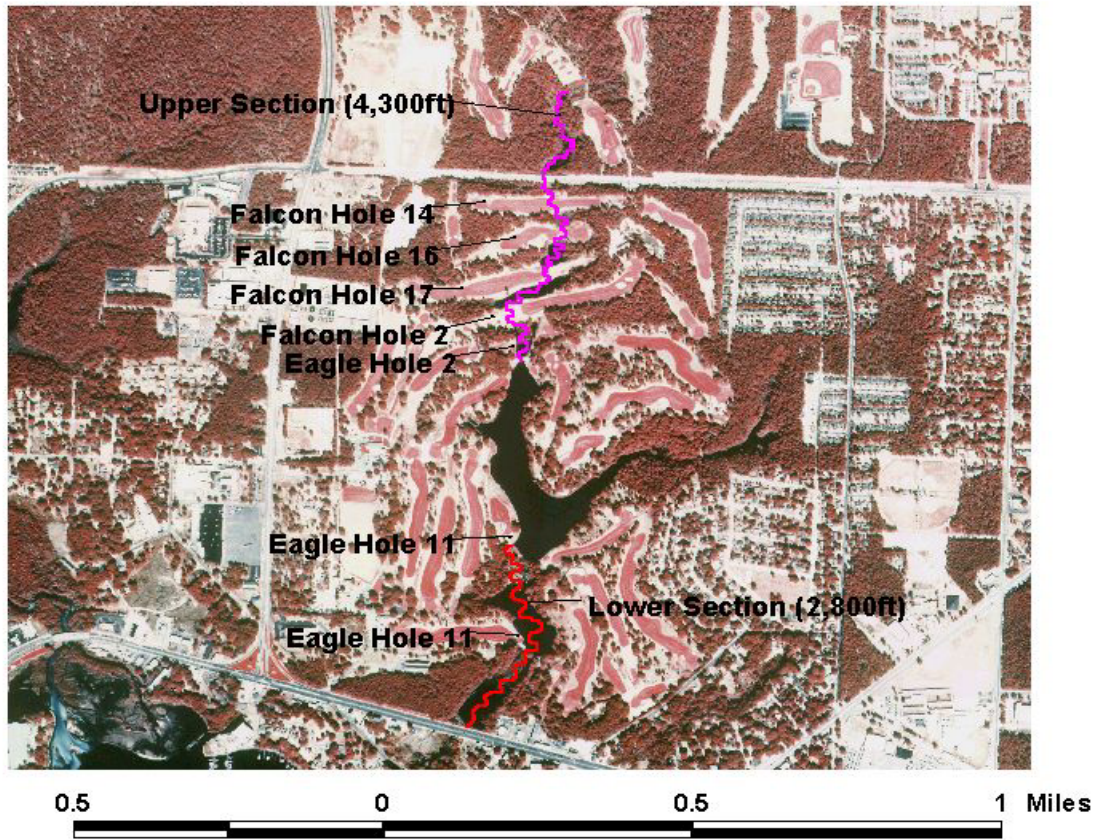 Upper Section (4,300ft)
Falcon Hole 14
Falcon Hole 16
Falcon Hole 17
Falcon Hole 2
Eagle Hole 2
Eagle Hole 11
Lower Section (2,800ft)
Eagle Hole 11
0.5 0 0.5 1 Miles